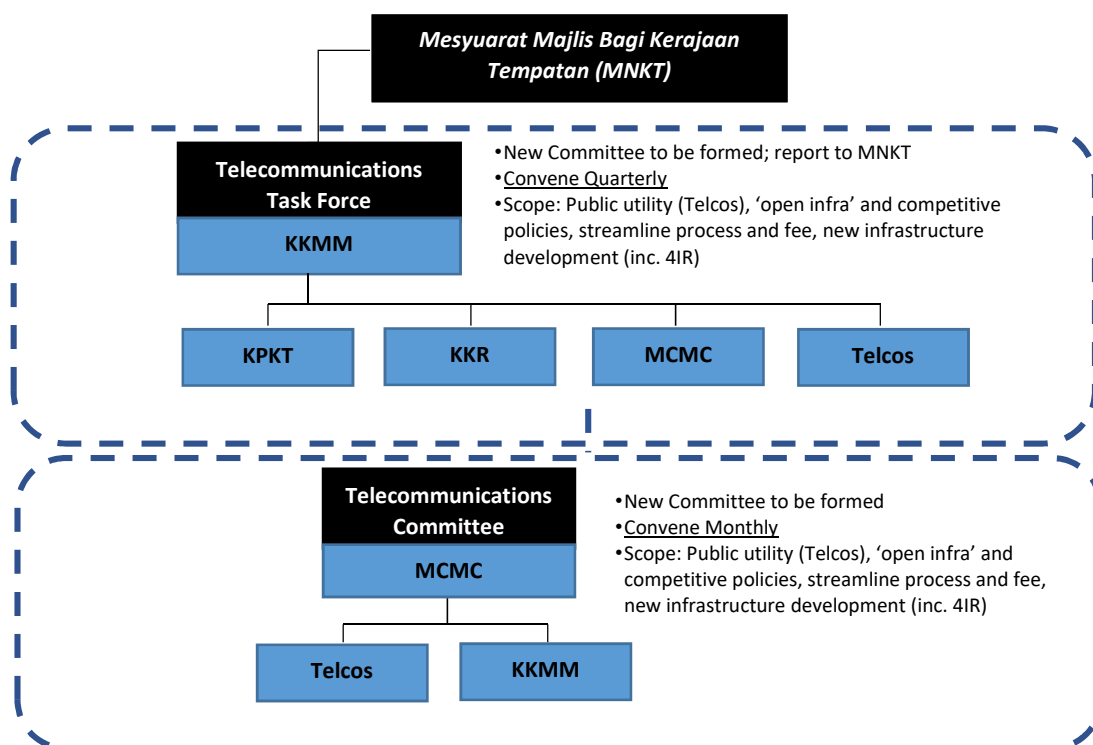 Mesyuarat Majlis Bagi Kerajaan
Tempatan (MNKT)
Telecommunications
Task Force
KKMM
•New Committee to be formed; report to MNKT
•Convene Quarterly
•Scope: Public utility (Telcos), ‘open infra’ and competitive
policies, streamline process and fee, new infrastructure
development (inc. 4IR)
KPKT
KKR
MCMC
Telcos
Telecommunications
Committee
MCMC
•New Committee to be formed
•Convene Monthly
•Scope: Public utility (Telcos), ‘open infra’ and
competitive policies, streamline process and fee,
new infrastructure development (inc. 4IR)
Telcos
KKMM